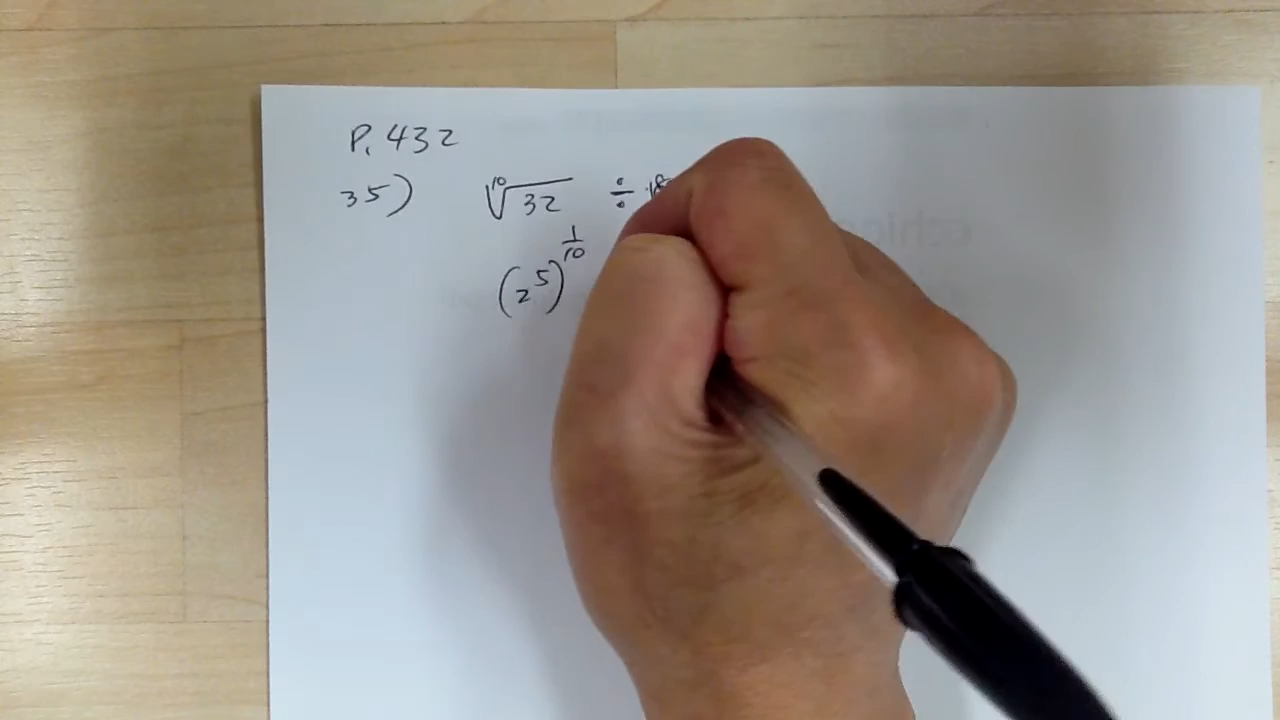 P. 432
35) ¹⁰√32 ÷
(2⁵)^(1/10)